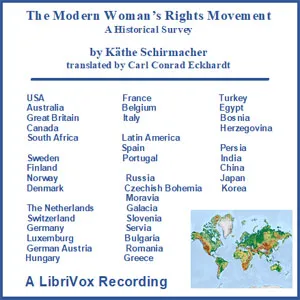 The Modern Woman's Rights Movement
A Historical Survey
by Käthe Schirmacher
translated by Carl Conrad Eckhardt
USA
Australia
Great Britain
Canada
South Africa
Sweden
Finland
Norway
Denmark
The Netherlands
Switzerland
Germany
Luxemburg
German Austria
Hungary
France
Belgium
Italy
Latin America
Spain
Portugal
Russia
Czechish Bohemia
Moravia
Galacia
Slovenia
Servia
Bulgaria
Romania
Greece
Turkey
Egypt
Bosnia
Herzegovina
Persia
India
China
Japan
Korea
A LibriVox Recording